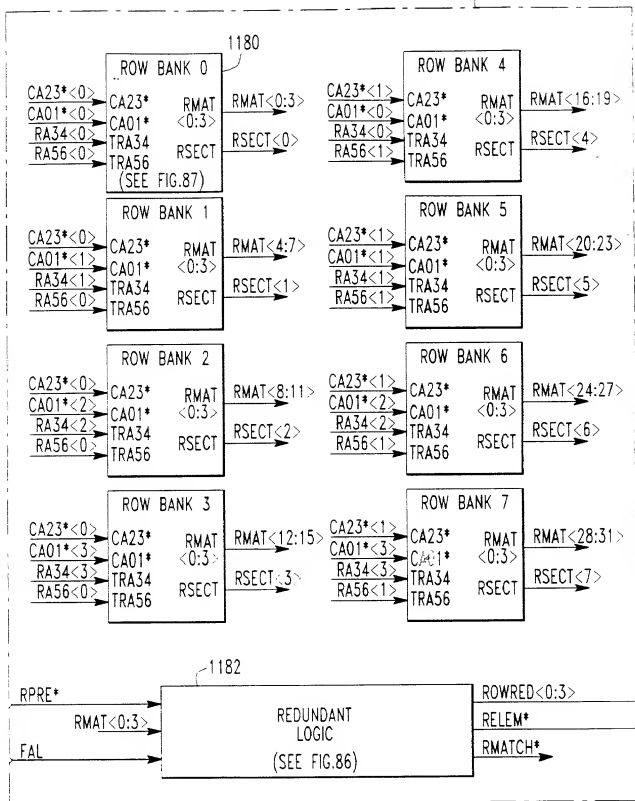 1180
ROW BANK 0
CA23*<0>
CA01*<0>
RA34<0>
RA56<0>
CA23*
CA01*
TRA34
TRA56
RMAT
<0:3>
RSECT
(SEE FIG.87)
RMAT<0:3>
RSECT<0>
ROW BANK 4
CA23*<1>
CA01*<0>
RA34<0>
RA56<1>
CA23*
CA01*
TRA34
TRA56
RMAT
<0:3>
RSECT
RMAT<16:19>
RSECT<4>
ROW BANK 1
CA23*<0>
CA01*<1>
RA34<1>
RA56<0>
CA23*
CA01*
TRA34
TRA56
RMAT
<0:3>
RSECT
RMAT<4:7>
RSECT<1>
ROW BANK 5
CA23*<1>
CA01*<1>
RA34<1>
RA56<1>
CA23*
CA01*
TRA34
TRA56
RMAT
<0:3>
RSECT
RMAT<20:23>
RSECT<5>
ROW BANK 2
CA23*<0>
CA01*<2>
RA34<2>
RA56<0>
CA23*
CA01*
TRA34
TRA56
RMAT
<0:3>
RSECT
RMAT<8:11>
RSECT<2>
ROW BANK 6
CA23*<1>
CA01*<2>
RA34<2>
RA56<1>
CA23*
CA01*
TRA34
TRA56
RMAT
<0:3>
RSECT
RMAT<24:27>
RSECT<6>
ROW BANK 3
CA23*<0>
CA01*<3>
RA34<3>
RA56<0>
CA23*
CA01*
TRA34
TRA56
RMAT
<0:3>
RSECT
RMAT<12:15>
RSECT<3>
ROW BANK 7
CA23*<1>
CA01*<3>
RA34<3>
RA56<1>
CA23*
CA01*
TRA34
TRA56
RMAT
<0:3>
RSECT
RMAT<28:31>
RSECT<7>
1182
RPRE*
RMAT<0:3>
FAL
REDUNDANT
LOGIC
(SEE FIG.86)
ROWRED<0:3>
RELEM*
RMATCH*